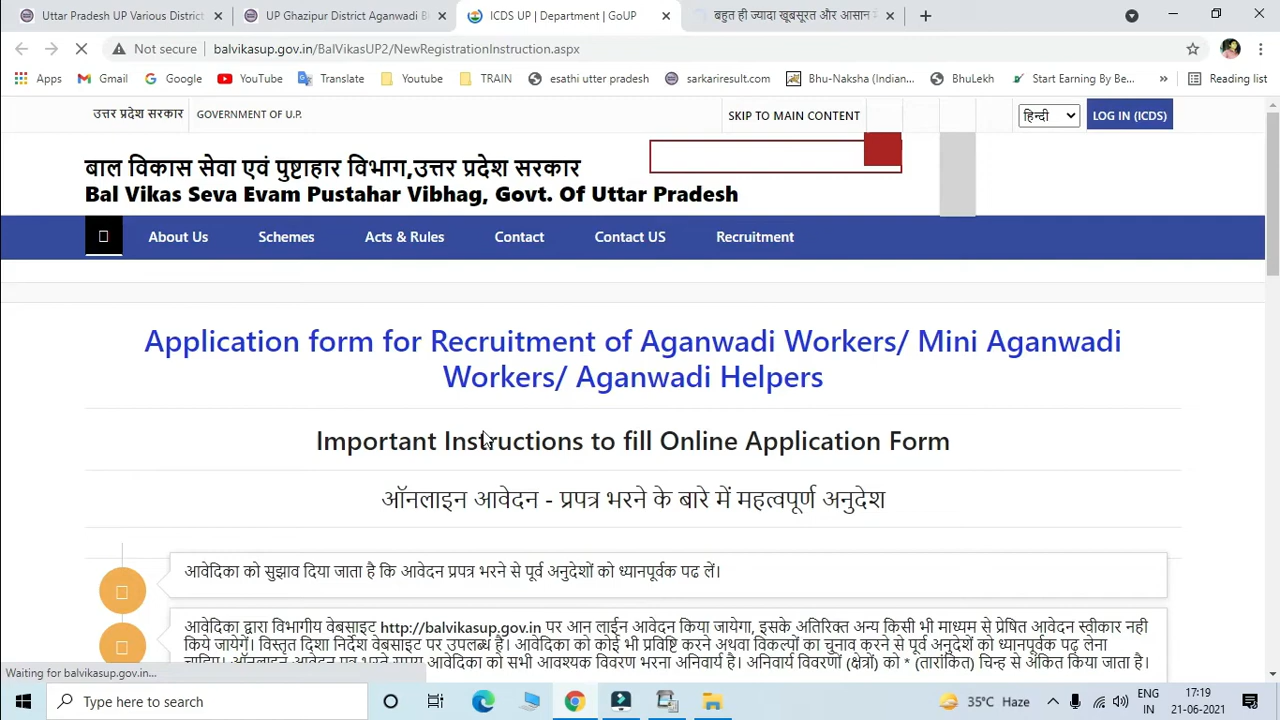 Uttar Pradesh UP Various District
UP Ghazipur District Aganwadi B
ICDS UP | Department | GoUP
बहुत ही ज्यादा खूबसूरत और आसान
Not secure
balvikasup.gov.in/BalVikasUP2/NewRegistrationInstruction.aspx
Apps
Gmail
Google
YouTube
Translate
Youtube
TRAIN
esathi utter pradesh
sarkariresult.com
Bhu-Naksha (Indian...
BhuLekh
Start Earning By Be...
»
Reading list
उत्तर प्रदेश सरकार
GOVERNMENT OF U.P.
SKIP TO MAIN CONTENT
हिन्दी
LOG IN (ICDS)
बाल विकास सेवा एवं पुष्टाहार विभाग,उत्तर प्रदेश सरकार
Bal Vikas Seva Evam Pustahar Vibhag, Govt. Of Uttar Pradesh
About Us
Schemes
Acts & Rules
Contact
Contact US
Recruitment
Application form for Recruitment of Aganwadi Workers/ Mini Aganwadi
Workers/ Aganwadi Helpers
Important Instructions to fill Online Application Form
ऑनलाइन आवेदन - प्रपत्र भरने के बारे में महत्वपूर्ण अनुदेश
आवेदिका को सुझाव दिया जाता है कि आवेदन प्रपत्र भरने से पूर्व अनुदेशों को ध्यानपूर्वक पढ लें।
आवेदिका द्वारा विभागीय वेबसाइट http://balvikasup.gov.in पर आन लाईन आवेदन किया जायेगा, इसके अतिरिक्त अन्य किसी भी माध्यम से प्रेषित आवेदन स्वीकार नही
किये जायेगें। विस्तृत दिशा निर्देश वेबसाइट पर उपलब्ध है। आवेदिका को कोई भी प्रविष्टि करने अथवा विकल्पों का चुनाव करने से पूर्व अनुदेशों को ध्यानपूर्वक पढ लेना
चाहिए। ऑनलाइन आवेदन पत्र भरते समय आवेदिका को सभी आवश्यक विवरण भरना अनिवार्य है। अनिवार्य विवरणों (क्षेत्रों) को * (तारांकित) चिन्ह से अंकित किया जाता है।
Waiting for balvikasup.gov.in...
Type here to search
35°C Haze
ENG
IN
17:19
21-06-2021